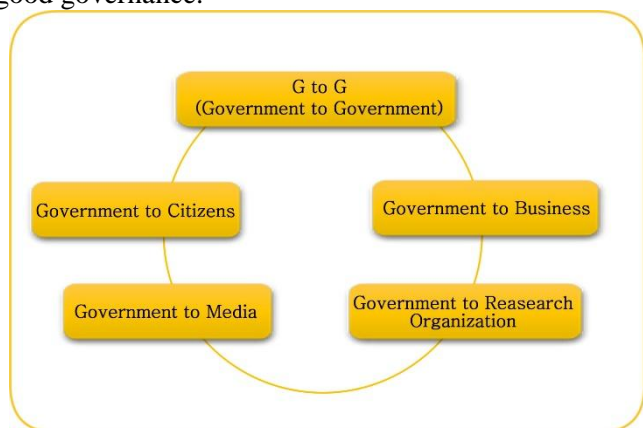 good governance.
G to G
(Government to Government)
Government to Citizens
Government to Business
Government to Media
Government to Reasearch
Organization